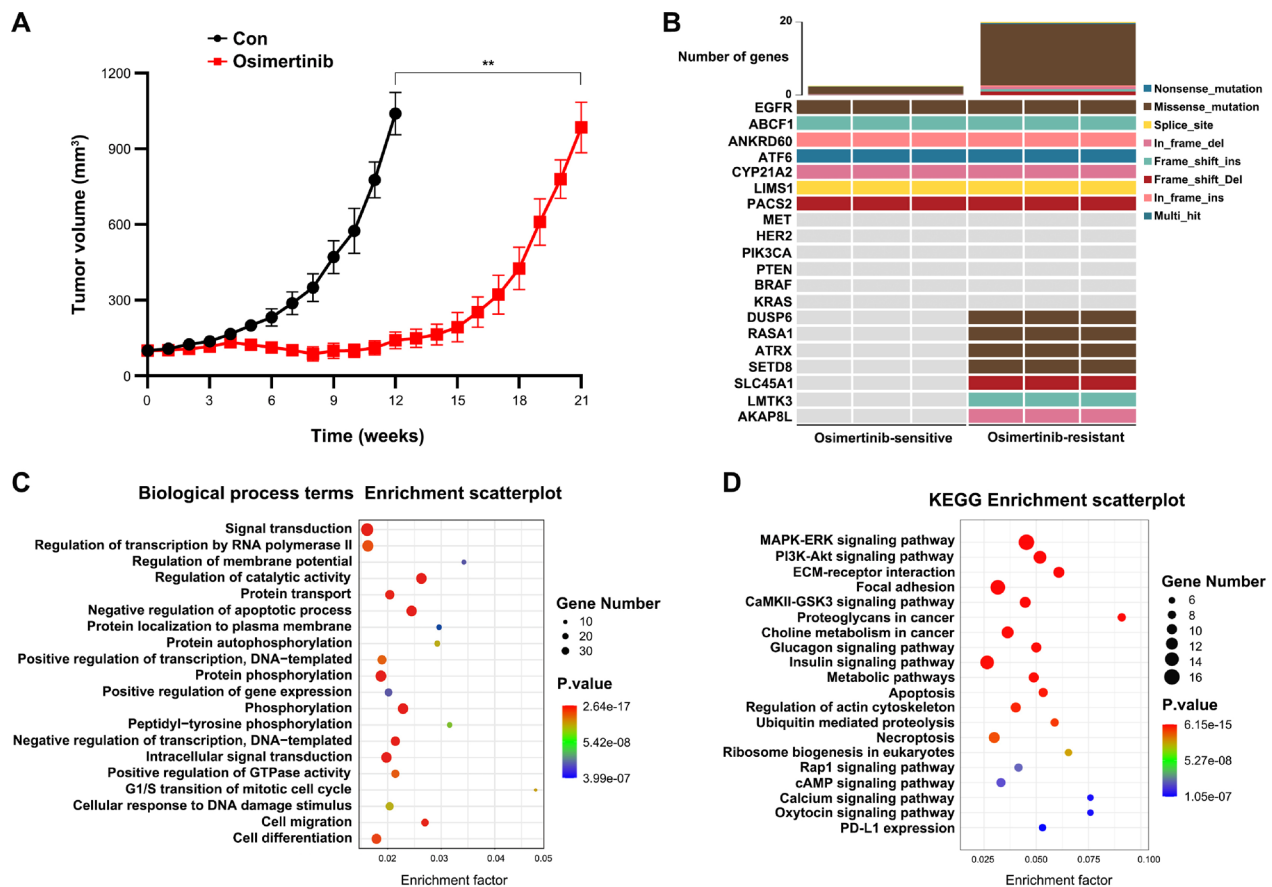 A
Con
Osimertinib
**
1200
900
600
300
0
Tumor volume (mm³)
0 3 6 9 12 15 18 21
Time (weeks)
B
20
Number of genes
0
EGFR
ABCF1
ANKRD60
ATF6
CYP21A2
LIMS1
PACS2
MET
HER2
PIK3CA
PTEN
BRAF
KRAS
DUSP6
RASA1
ATRX
SETD8
SLC45A1
LMTK3
AKAP8L
Osimertinib-sensitive Osimertinib-resistant
Nonsense_mutation
Missense_mutation
Splice_site
In_frame_del
Frame_shift_ins
Frame_shift_Del
In_frame_ins
Multi_hit
C
Biological process terms Enrichment scatterplot
Signal transduction
Regulation of transcription by RNA polymerase II
Regulation of membrane potential
Regulation of catalytic activity
Protein transport
Negative regulation of apoptotic process
Protein localization to plasma membrane
Protein autophosphorylation
Positive regulation of transcription, DNA−templated
Protein phosphorylation
Positive regulation of gene expression
Phosphorylation
Peptidyl−tyrosine phosphorylation
Negative regulation of transcription, DNA−templated
Intracellular signal transduction
Positive regulation of GTPase activity
G1/S transition of mitotic cell cycle
Cellular response to DNA damage stimulus
Cell migration
Cell differentiation
0.02 0.03 0.04 0.05
Enrichment factor
Gene Number
10
20
30
P.value
2.64e-17
5.42e-08
3.99e-07
D
KEGG Enrichment scatterplot
MAPK-ERK signaling pathway
PI3K-Akt signaling pathway
ECM-receptor interaction
Focal adhesion
CaMKII-GSK3 signaling pathway
Proteoglycans in cancer
Choline metabolism in cancer
Glucagon signaling pathway
Insulin signaling pathway
Metabolic pathways
Apoptosis
Regulation of actin cytoskeleton
Ubiquitin mediated proteolysis
Necroptosis
Ribosome biogenesis in eukaryotes
Rap1 signaling pathway
cAMP signaling pathway
Calcium signaling pathway
Oxytocin signaling pathway
PD-L1 expression
0.025 0.050 0.075 0.100
Enrichment factor
Gene Number
6
8
10
12
14
16
P.value
6.15e-15
5.27e-08
1.05e-07